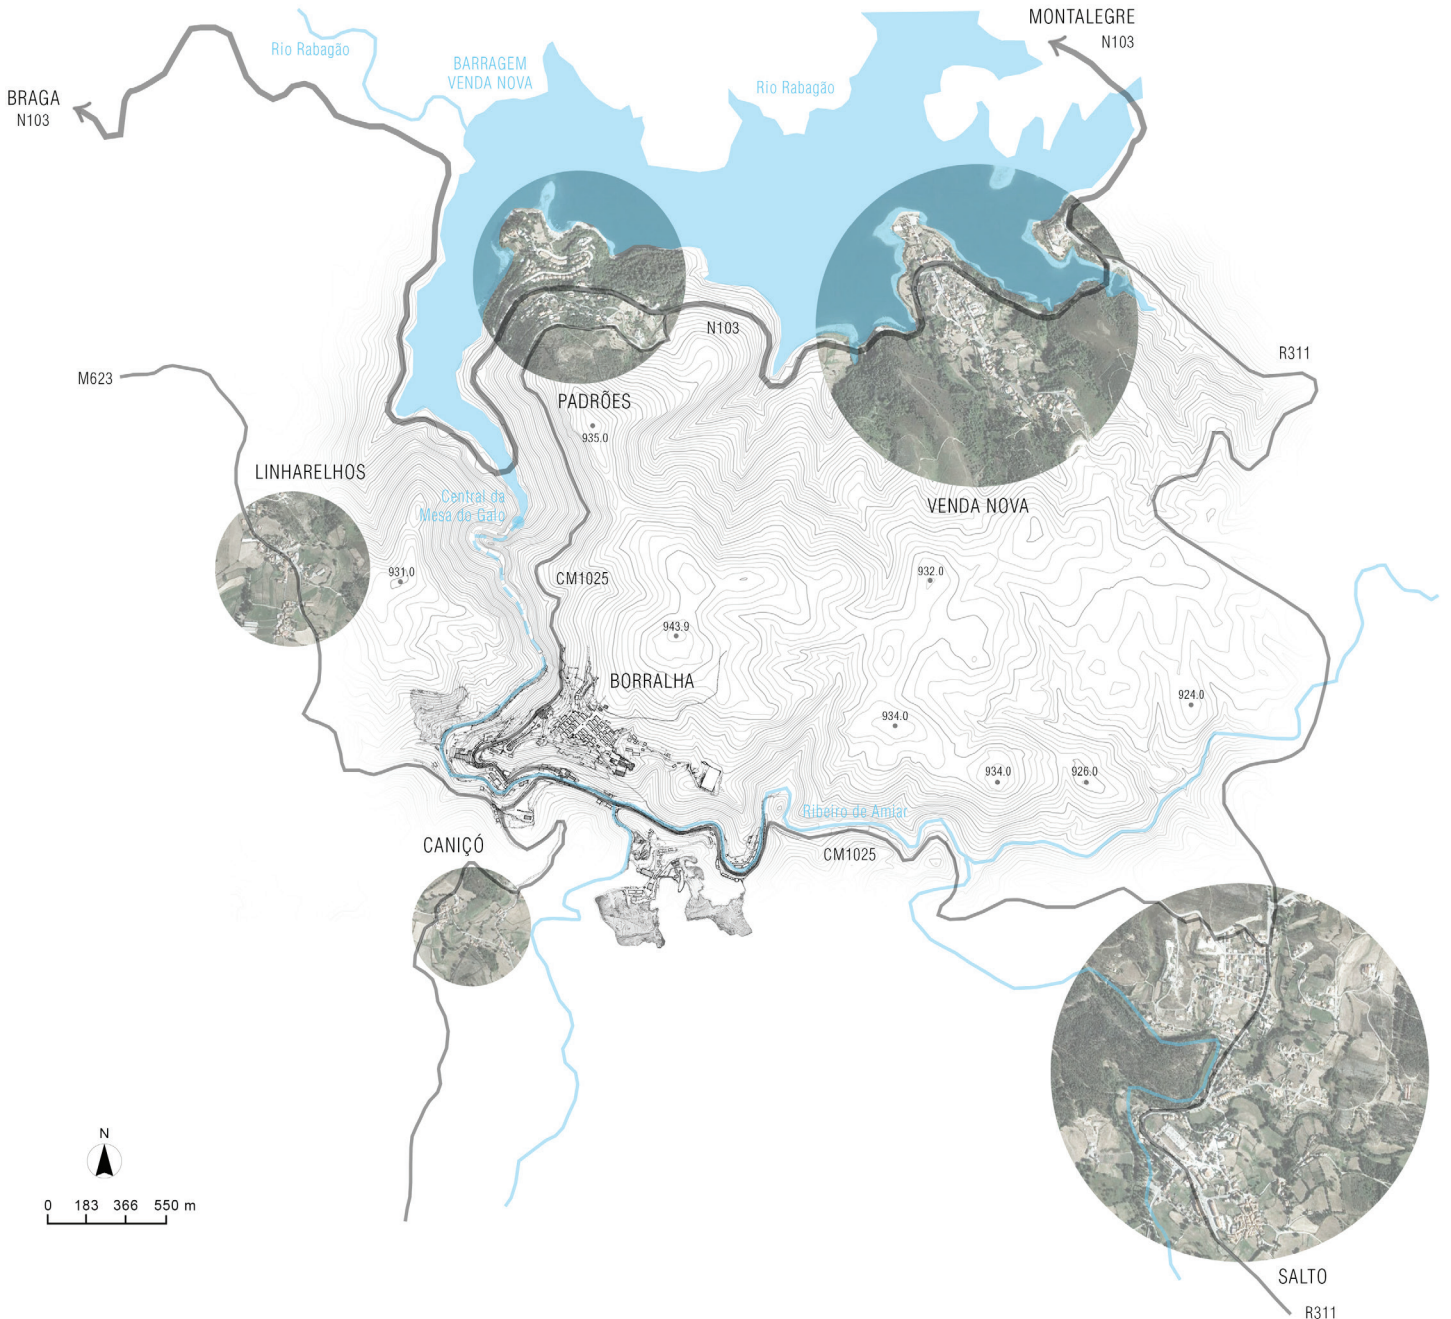 MONTALEGRE
N103
Rio Rabagão
BARRAGEM
VENDA NOVA
Rio Rabagão
BRAGA
N103
N103
R311
M623
PADRÕES
935.0
LINHARELHOS
Central da
Mesa do Galo
VENDA NOVA
931.0
CM1025
932.0
943.9
BORRALHA
924.0
934.0
934.0
926.0
Ribeiro de Amiar
CANIÇÓ
CM1025
N
0 183 366 550 m
SALTO
R311